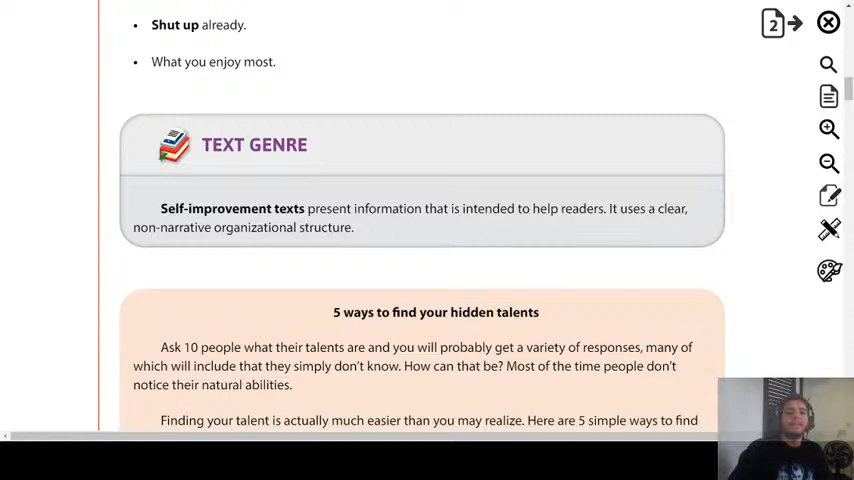 • Shut up already.
• What you enjoy most.
2
TEXT GENRE
Self-improvement texts present information that is intended to help readers. It uses a clear,
non-narrative organizational structure.
5 ways to find your hidden talents
Ask 10 people what their talents are and you will probably get a variety of responses, many of
which will include that they simply don't know. How can that be? Most of the time people don't
notice their natural abilities.
Finding your talent is actually much easier than you may realize. Here are 5 simple ways to find